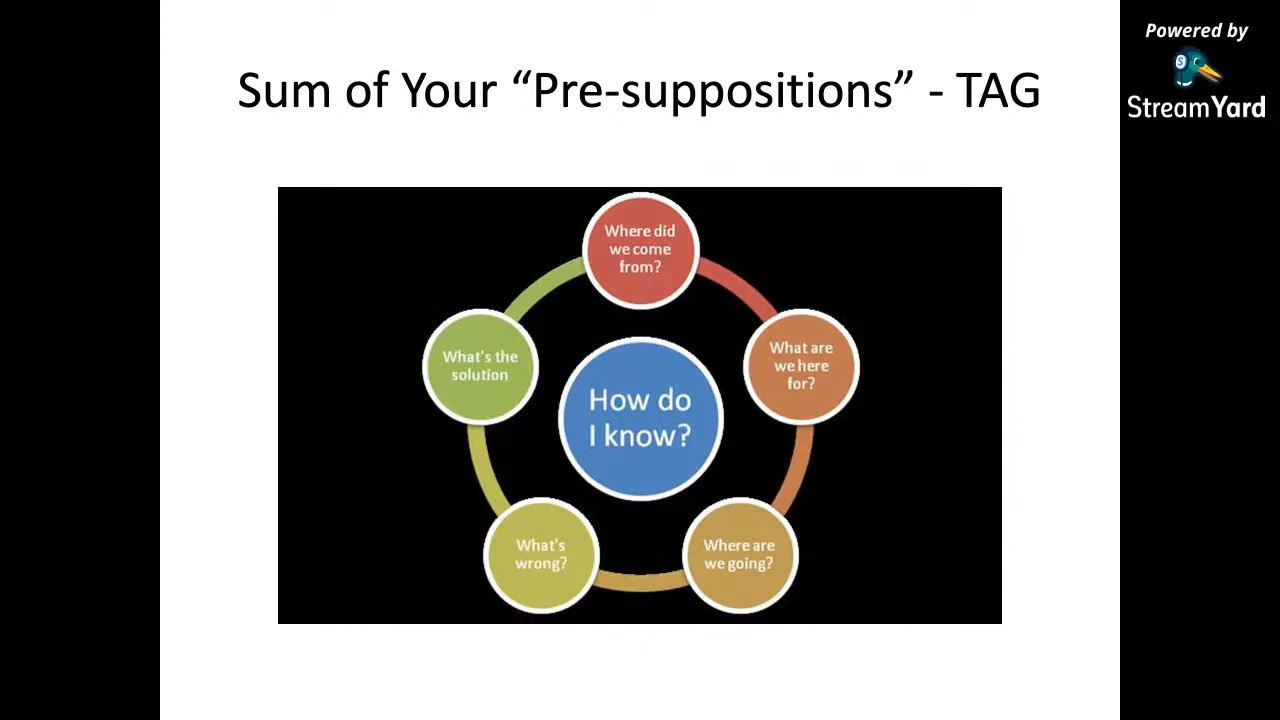 Powered by
StreamYard
Sum of Your “Pre-suppositions” - TAG
Where did
we come
from?
What are
we here
for?
Where are
we going?
What's
wrong?
What's the
solution
How do
I know?